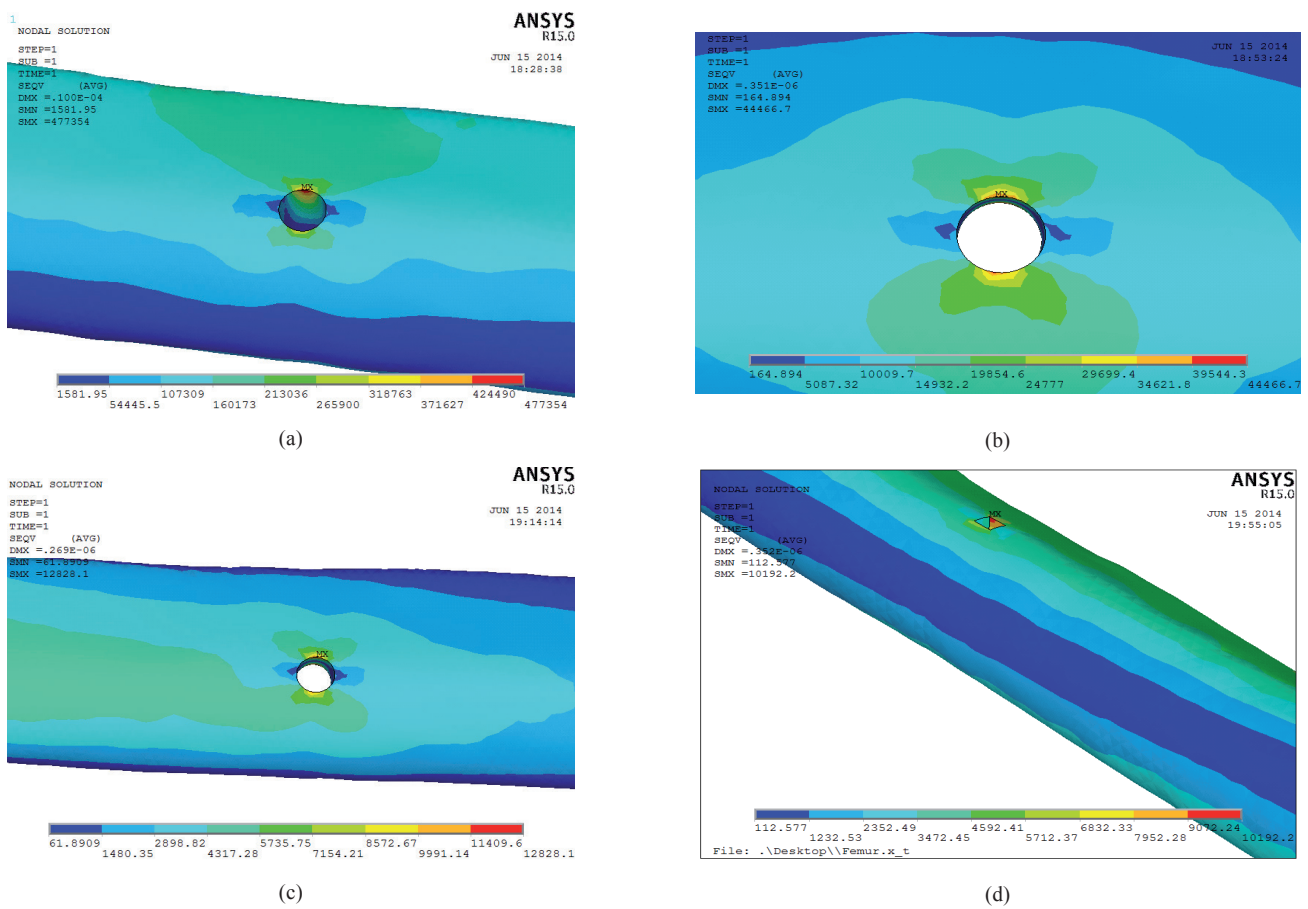 1
NODAL SOLUTION
STEP=1
SUB =1
TIME=1
SEQV (AVG)
DMX =.100E-04
SMN =1581.95
SMX =477354
ANSYS
R15.0
JUN 15 2014
18:28:38
MX
1581.95 107309 213036 318763 424490
54445.5 160173 265900 371627 477354
(a)
STEP=1
SUB =1
TIME=1
SEQV (AVG)
DMX =.351E-06
SMN =164.894
SMX =44466.7
JUN 15 2014
18:53:24
MX
164.894 10009.7 19854.6 29699.4 39544.3
5087.32 14932.2 24777 34621.8 44466.7
(b)
NODAL SOLUTION
STEP=1
SUB =1
TIME=1
SEQV (AVG)
DMX =.269E-06
SMN =61.8909
SMX =12828.1
ANSYS
R15.0
JUN 15 2014
19:14:14
MX
61.8909 2898.82 5735.75 8572.67 11409.6
1480.35 4317.28 7154.21 9991.14 12828.1
(c)
NODAL SOLUTION
STEP=1
SUB =1
TIME=1
SEQV (AVG)
DMX =.352E-06
SMN =112.577
SMX =10192.2
ANSYS
R15.0
JUN 15 2014
19:55:05
MX
112.577 2352.49 4592.41 6832.33 9072.24
1232.53 3472.45 5712.37 7952.28 10192.2
File: .\Desktop\\Femur.x_t
(d)